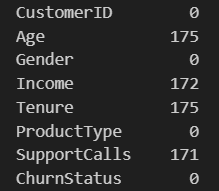 CustomerID 0
Age 175
Gender 0
Income 172
Tenure 175
ProductType 0
SupportCalls 171
ChurnStatus 0